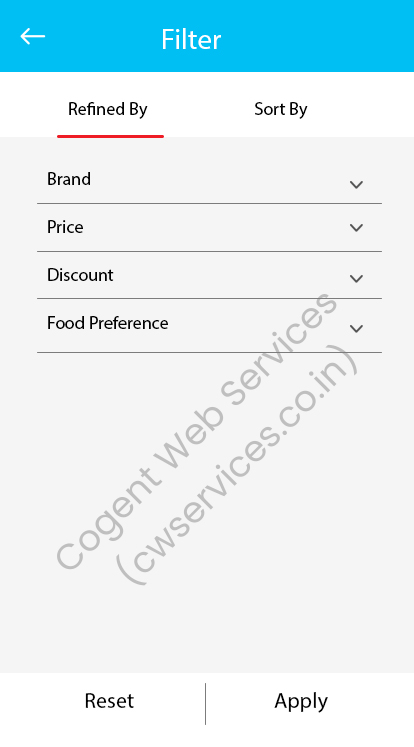 Filter
Refined By
Sort By
Brand
Price
Discount
Food Preference
Cogent Web Services
(cwservices.co.in)
Reset
Apply